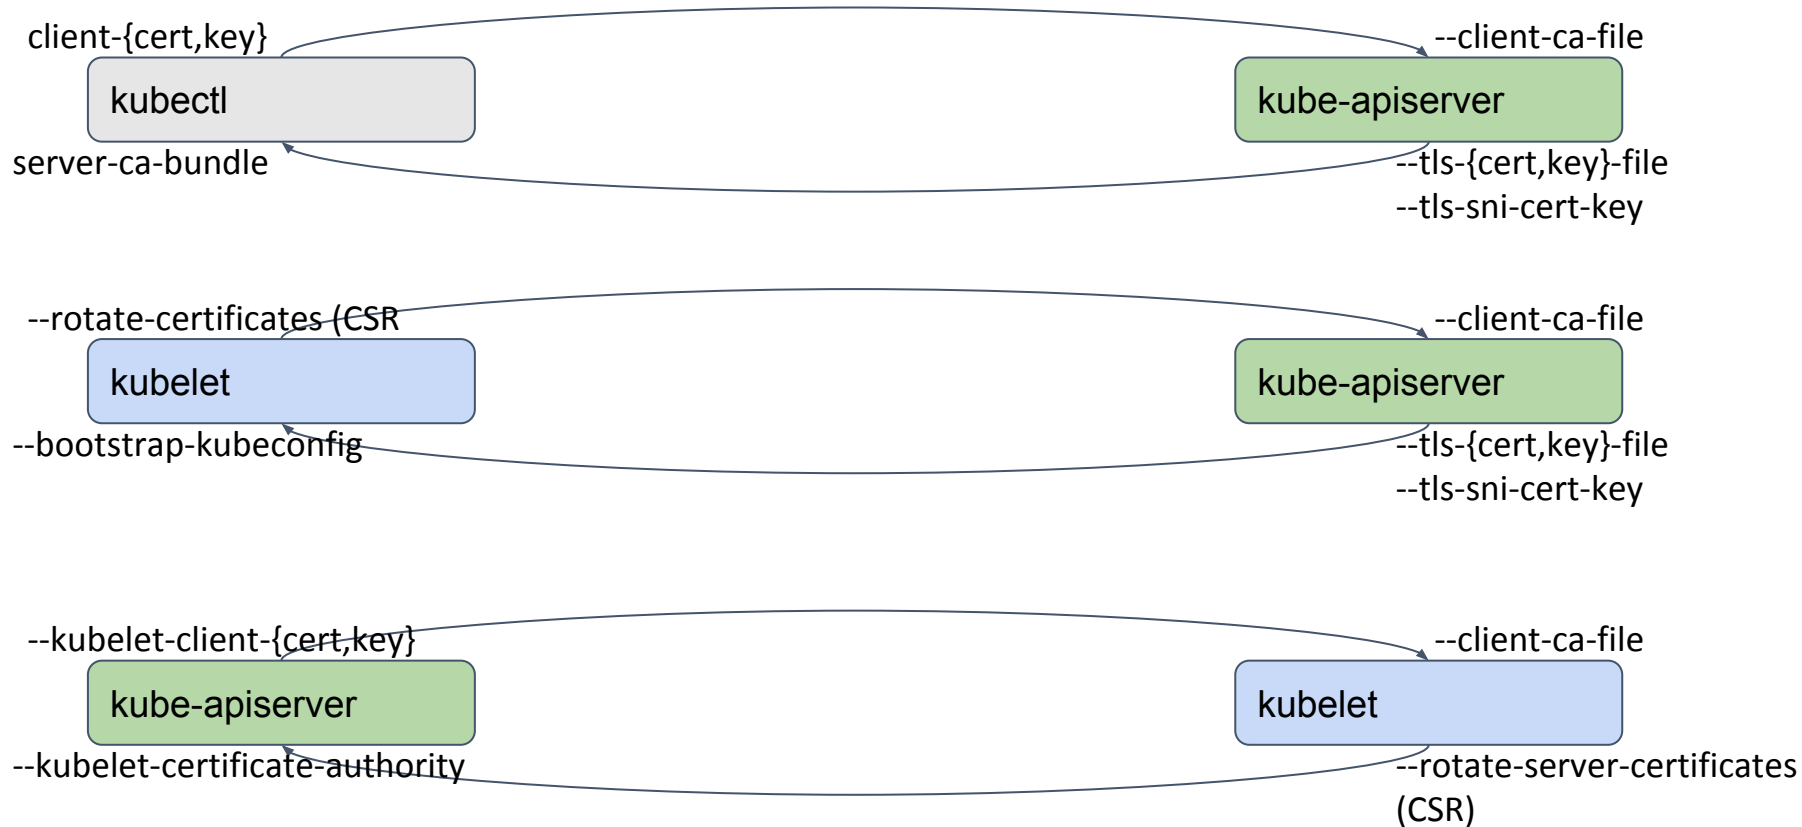 client-{cert,key}
--client-ca-file
kubectl
kube-apiserver
server-ca-bundle
--tls-{cert,key}-file
--tls-sni-cert-key
--rotate-certificates (CSR
--client-ca-file
kubelet
kube-apiserver
--bootstrap-kubeconfig
--tls-{cert,key}-file
--tls-sni-cert-key
--kubelet-client-{cert,key}
--client-ca-file
kube-apiserver
kubelet
--kubelet-certificate-authority
--rotate-server-certificates
(CSR)